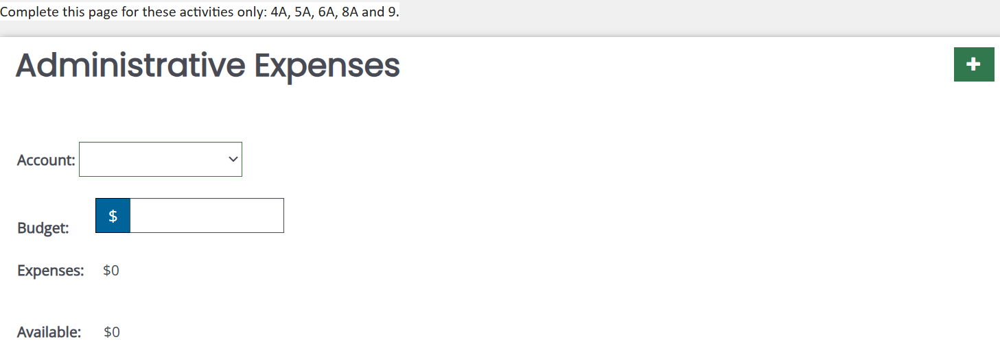 Complete this page for these activities only: 4A, 5A, 6A, 8A and 9.
Administrative Expenses
+
Account:
Budget: $
Expenses: $0
Available: $0